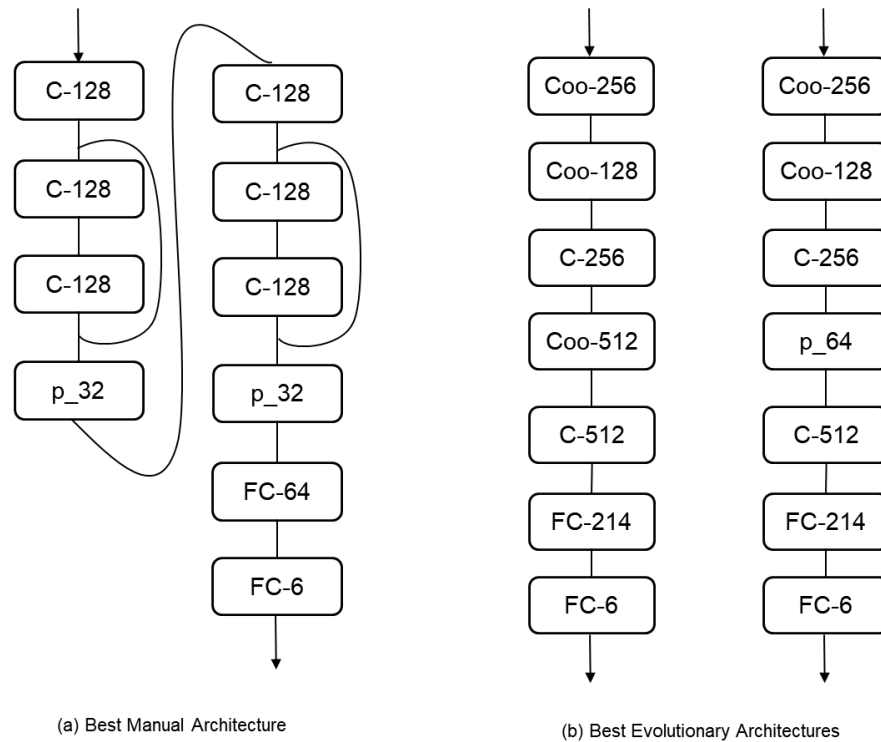 C-128
C-128
C-128
p_32
C-128
C-128
C-128
p_32
FC-64
FC-6
(a) Best Manual Architecture
Coo-256
Coo-128
C-256
Coo-512
C-512
FC-214
FC-6
Coo-256
Coo-128
C-256
p_64
C-512
FC-214
FC-6
(b) Best Evolutionary Architectures